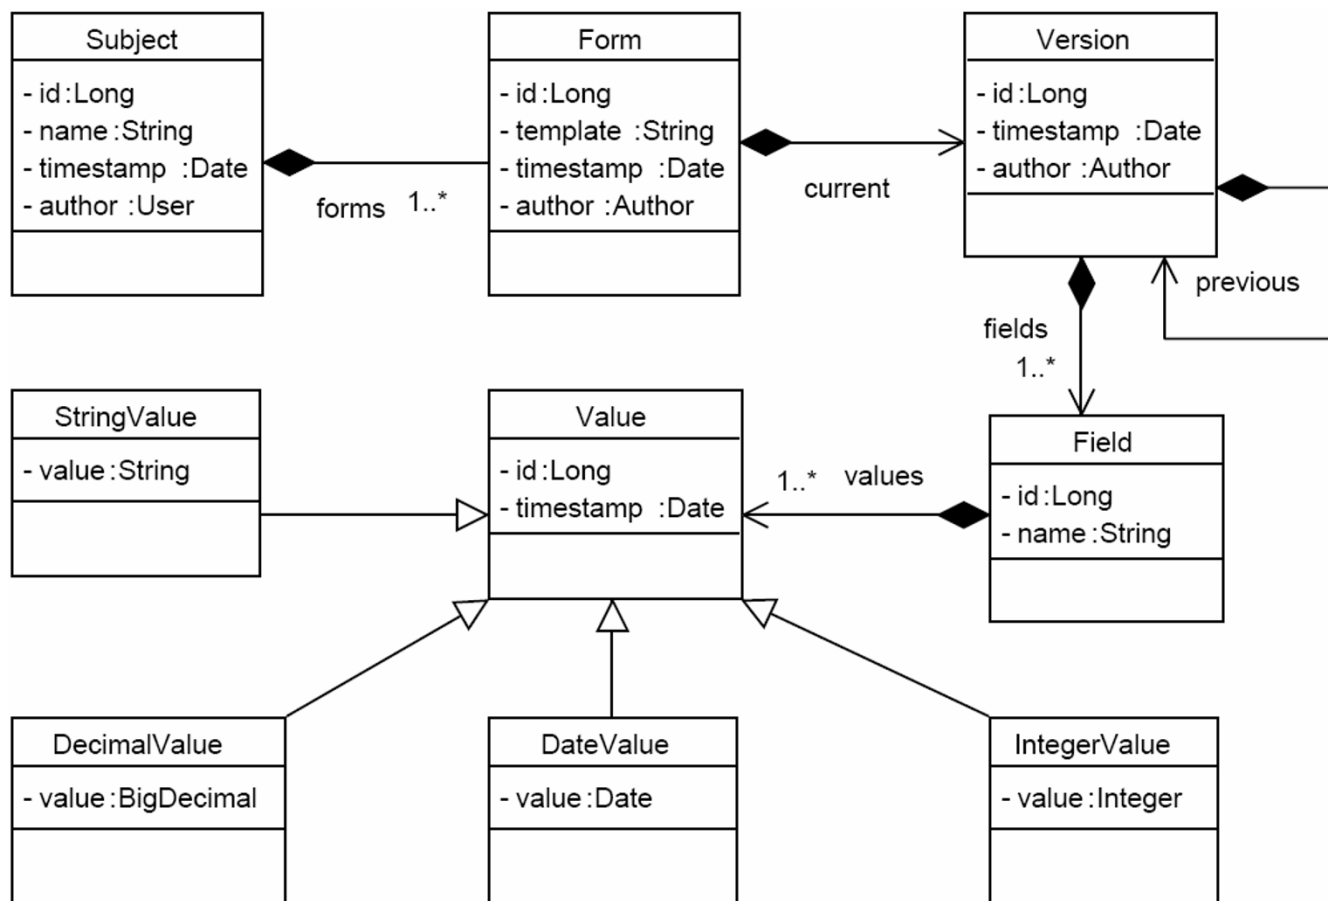 Subject
- id:Long
- name:String
- timestamp :Date
- author :User
forms 1..*
Form
- id:Long
- template :String
- timestamp :Date
- author :Author
current
Version
- id:Long
- timestamp :Date
- author :Author
previous
fields
1..*
StringValue
- value:String
Value
- id:Long
- timestamp :Date
1..* values
Field
- id:Long
- name:String
DecimalValue
- value:BigDecimal
DateValue
- value:Date
IntegerValue
- value:Integer